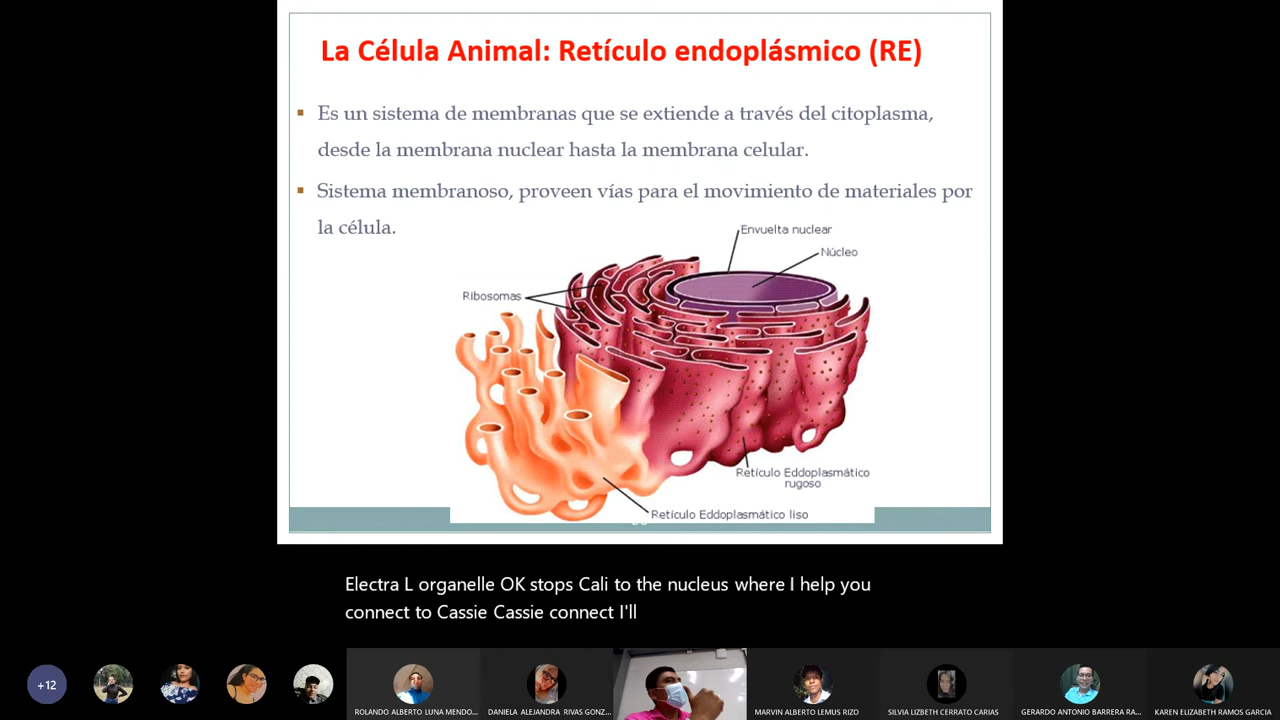 La Célula Animal: Retículo endoplásmico (RE)
Es un sistema de membranas que se extiende a través del citoplasma,
desde la membrana nuclear hasta la membrana celular.
Sistema membranoso, proveen vías para el movimiento de materiales por
la célula.
Envuelta nuclear
Núcleo
Ribosomas
Retículo Eddoplasmático
rugoso
Retículo Eddoplasmático liso
Electra L organelle OK stops Cali to the nucleus where I help you
connect to Cassie Cassie connect I'll
+12
ROLANDO ALBERTO LUNA MENDO...
DANIELA ALEJANDRA RIVAS GONZ...
MARVIN ALBERTO LEMUS RIZO
SILVIA LIZBETH CERRATO CARIAS
GERARDO ANTONIO BARRERA RA...
KAREN ELIZABETH RAMOS GARCIA